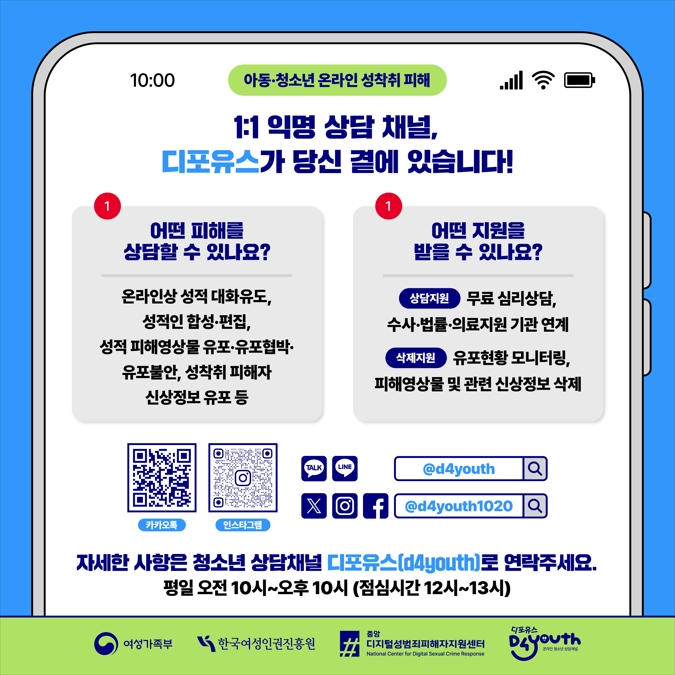 10:00
아동·청소년 온라인 성착취 피해
1:1 익명 상담 채널,
디포유스가 당신 곁에 있습니다!
1
어떤 피해를
상담할 수 있나요?
온라인상 성적 대화유도,
성적인 합성·편집,
성적 피해영상물 유포·유포협박·
유포불안, 성착취 피해자
신상정보 유포 등
1
어떤 지원을
받을 수 있나요?
상담지원 무료 심리상담,
수사·법률·의료지원 기관 연계
삭제지원 유포현황 모니터링,
피해영상물 및 관련 신상정보 삭제
카카오톡
인스타그램
TALK LINE @d4youth
@d4youth1020
자세한 사항은 청소년 상담채널 디포유스(d4youth)로 연락주세요.
평일 오전 10시~오후 10시 (점심시간 12시~13시)
여성가족부
한국여성인권진흥원
중앙
디지털성범죄피해자지원센터
National Center for Digital Sexual Crime Response
디포유스
D4Youth
온라인 청소년 상담채널